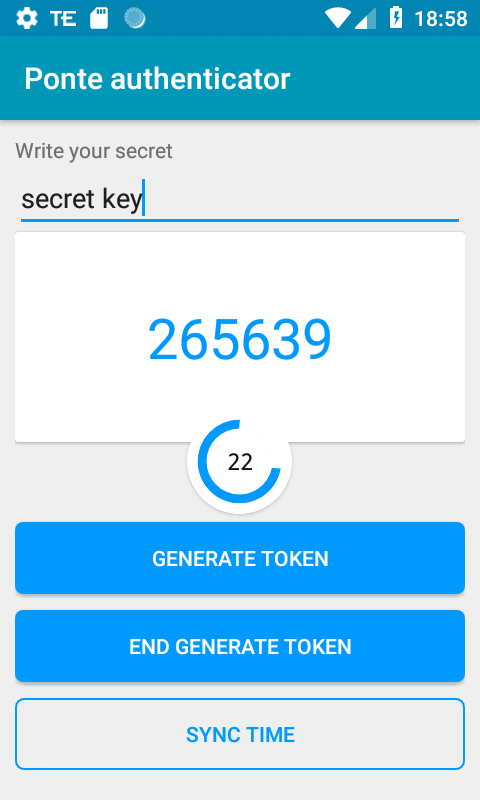 TE 18:58
Ponte authenticator
Write your secret
secret key
265639
22
GENERATE TOKEN
END GENERATE TOKEN
SYNC TIME